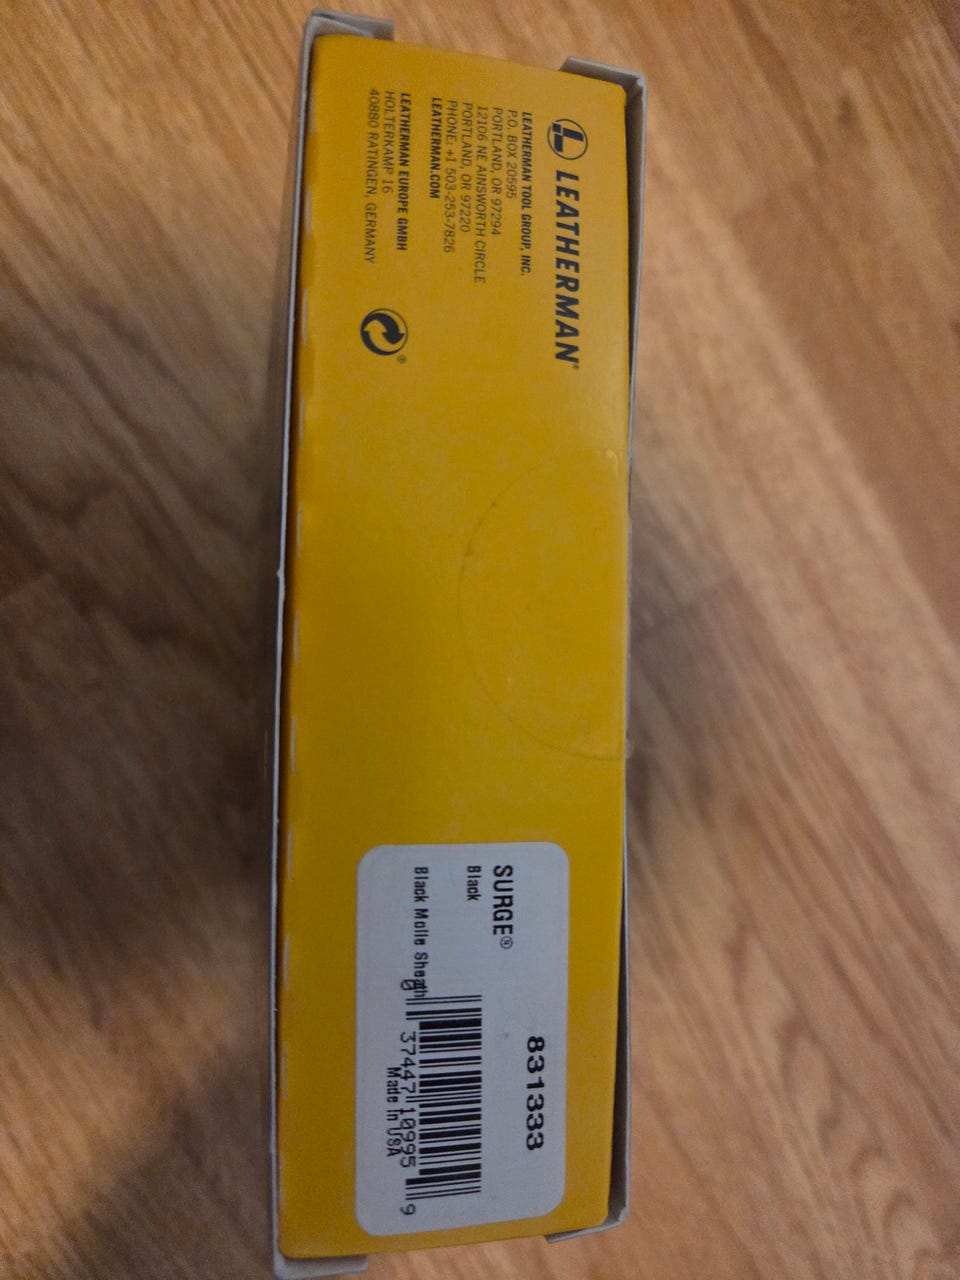 LEATHERMAN®
LEATHERMAN TOOL GROUP, INC.
P.O. BOX 20595
PORTLAND, OR 97294
12106 NE AINSWORTH CIRCLE
PORTLAND, OR 97220
PHONE: +1 503-253-7826
LEATHERMAN.COM
LEATHERMAN EUROPE GMBH
HOLTERKAMP 16
40880 RATINGEN, GERMANY
®
831333
SURGE®
Black
Black Molle Sheath
0 37447 10995 9
Made in USA